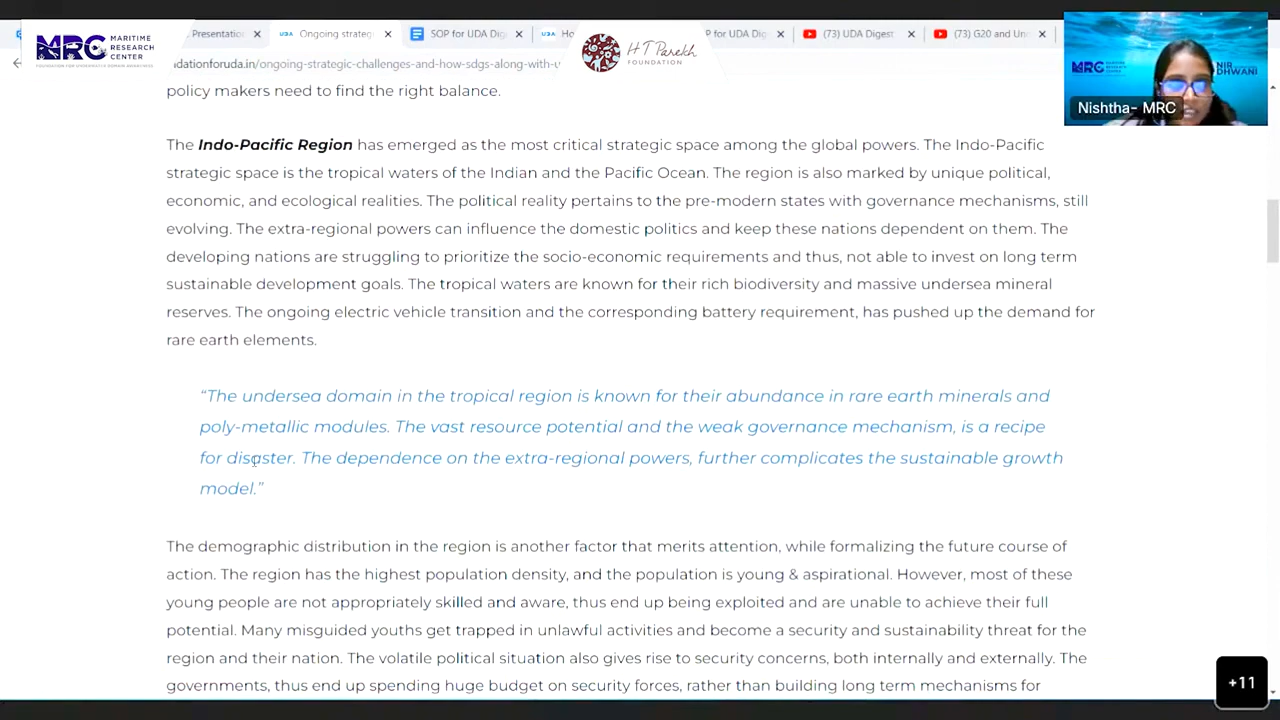 MRC MARITIME RESEARCH CENTER
FOUNDATION FOR UNDERWATER DOMAIN AWARENESS
Presentation
UDA Ongoing strateg
SOP for UDA Dig
UDA Ho
P for UDA Di
(73) UDA Digest
(73) G20 and Un
H T Parekh
FOUNDATION
ndationforuda.in/ongoing-strategic-challenges-and-how-sdgs-along-with-u
MRC
NIR
DHWANI
Nishtha- MRC
policy makers need to find the right balance.
The Indo-Pacific Region has emerged as the most critical strategic space among the global powers. The Indo-Pacific
strategic space is the tropical waters of the Indian and the Pacific Ocean. The region is also marked by unique political,
economic, and ecological realities. The political reality pertains to the pre-modern states with governance mechanisms, still
evolving. The extra-regional powers can influence the domestic politics and keep these nations dependent on them. The
developing nations are struggling to prioritize the socio-economic requirements and thus, not able to invest on long term
sustainable development goals. The tropical waters are known for their rich biodiversity and massive undersea mineral
reserves. The ongoing electric vehicle transition and the corresponding battery requirement, has pushed up the demand for
rare earth elements.
“The undersea domain in the tropical region is known for their abundance in rare earth minerals and
poly-metallic modules. The vast resource potential and the weak governance mechanism, is a recipe
for disaster. The dependence on the extra-regional powers, further complicates the sustainable growth
model.”
The demographic distribution in the region is another factor that merits attention, while formalizing the future course of
action. The region has the highest population density, and the population is young & aspirational. However, most of these
young people are not appropriately skilled and aware, thus end up being exploited and are unable to achieve their full
potential. Many misguided youths get trapped in unlawful activities and become a security and sustainability threat for the
region and their nation. The volatile political situation also gives rise to security concerns, both internally and externally. The
governments, thus end up spending huge budget on security forces, rather than building long term mechanisms for
+11